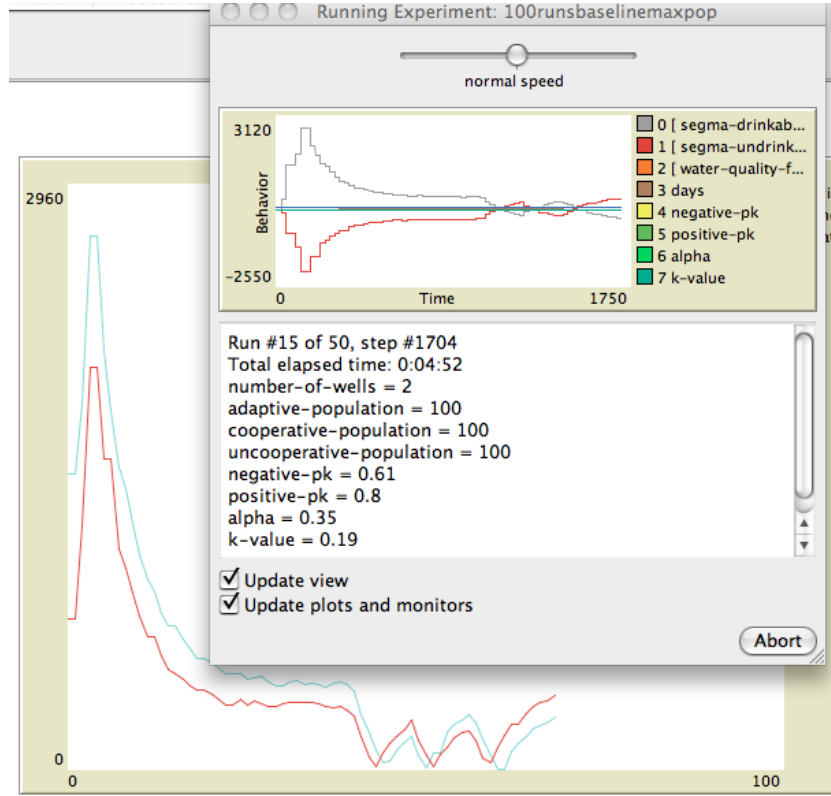 Running Experiment: 100runsbaselinemaxpop
normal speed
3120
Behavior
-2550
0
Time
1750
0 [ segma-drinkab...
1 [ segma-undrink...
2 [ water-quality-f...
3 days
4 negative-pk
5 positive-pk
6 alpha
7 k-value
Run #15 of 50, step #1704
Total elapsed time: 0:04:52
number-of-wells = 2
adaptive-population = 100
cooperative-population = 100
uncooperative-population = 100
negative-pk = 0.61
positive-pk = 0.8
alpha = 0.35
k-value = 0.19
Update view
Update plots and monitors
Abort
2960
0
0
100